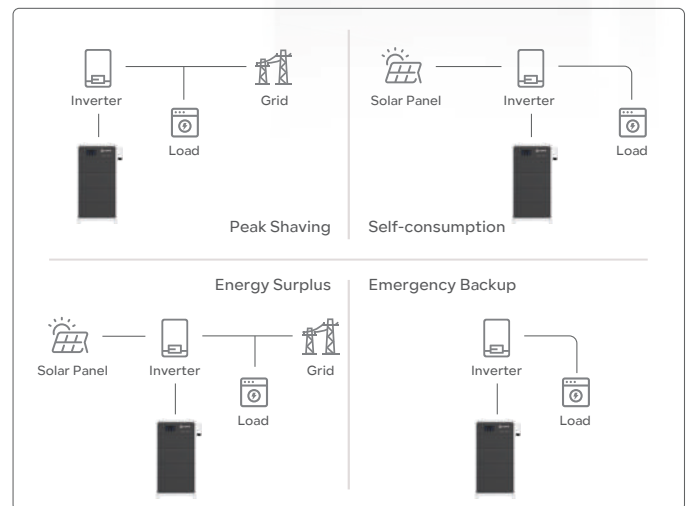 Inverter
Grid
Load
Peak Shaving
Solar Panel
Inverter
Load
Self-consumption
Energy Surplus
Solar Panel
Inverter
Grid
Load
Emergency Backup
Inverter
Load